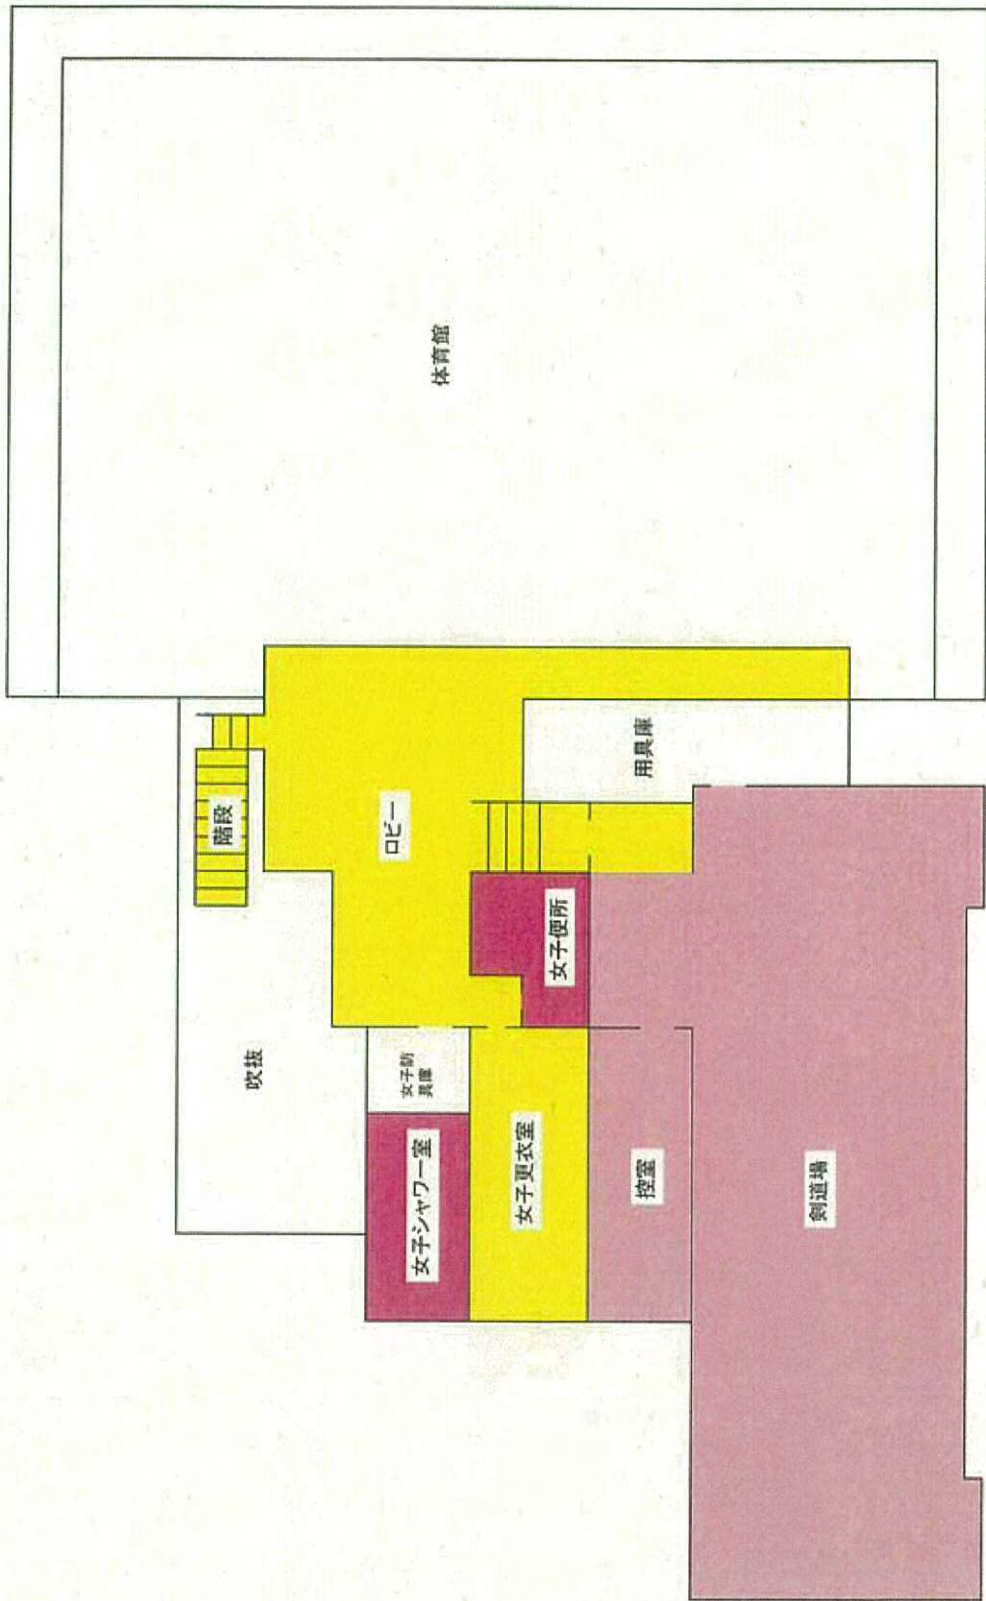 体育館
階段
ロビー
用具庫
女子便所
吹抜
女子防
具庫
女子シャワー室
女子更衣室
控室
剣道場